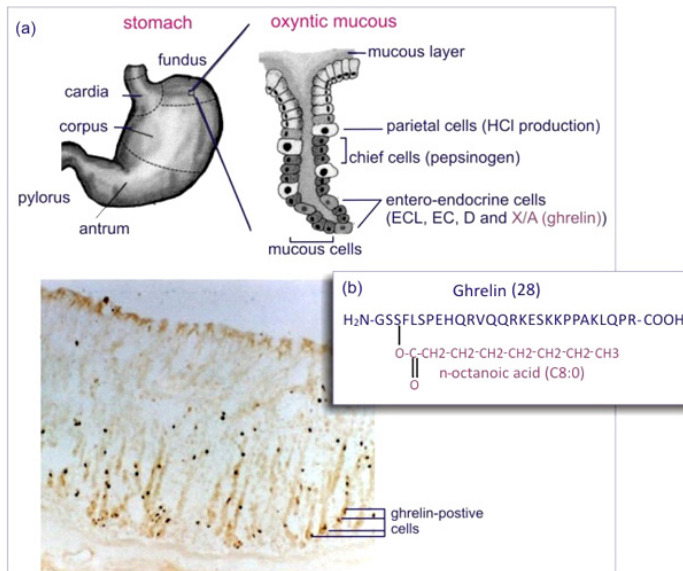 (a)
stomach
oxyntic mucous
fundus
mucous layer
cardia
corpus
parietal cells (HCl production)
chief cells (pepsinogen)
pylorus
antrum
entero-endocrine cells
(ECL, EC, D and X/A (ghrelin))
mucous cells
(b)
Ghrelin (28)
H₂N-GSSFLSPEHQRVQQRKESKKPPAKLQPR-COOH
O-C-CH2-CH2-CH2-CH2-CH2-CH2-CH3
n-octanoic acid (C8:0)
O
ghrelin-postive
cells